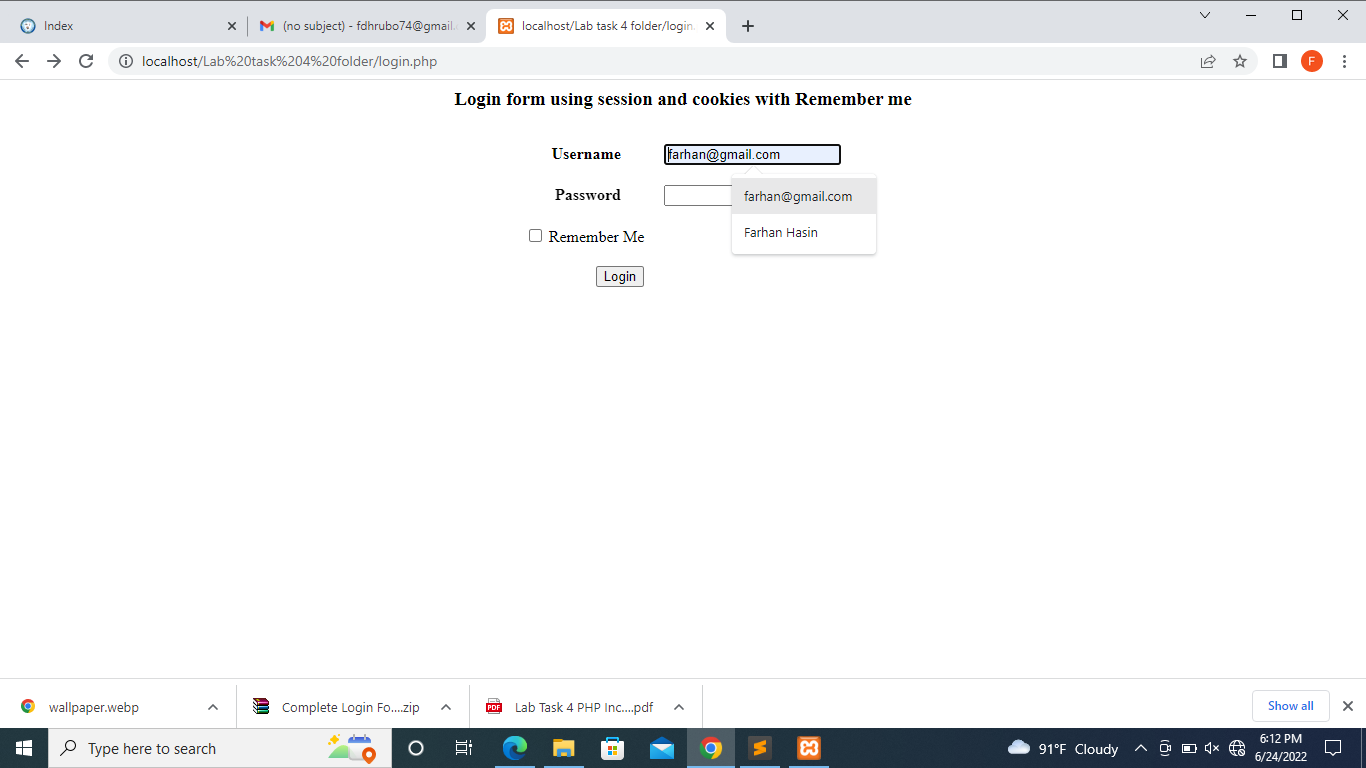 Index
(no subject) - fdhrubo74@gmail.
localhost/Lab task 4 folder/login.
localhost/Lab%20task%204%20folder/login.php
F
Login form using session and cookies with Remember me
Username
farhan@gmail.com
Password
farhan@gmail.com
Remember Me
Farhan Hasin
Login
wallpaper.webp
Complete Login Fo....zip
PDF
Lab Task 4 PHP Inc....pdf
Show all
Type here to search
91°F Cloudy
6:12 PM
6/24/2022